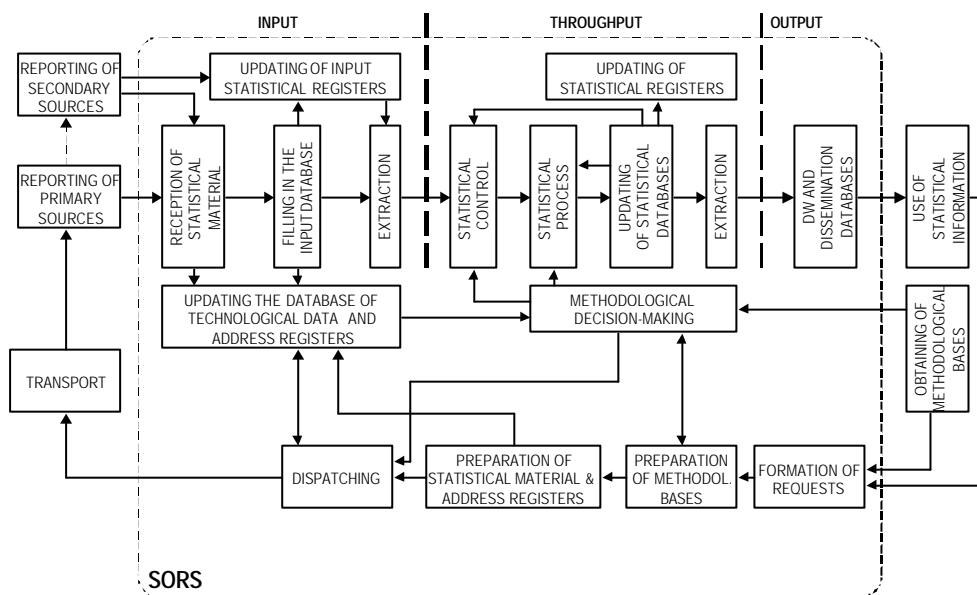 INPUT
THROUGHPUT
OUTPUT
REPORTING OF
SECONDARY
SOURCES
UPDATING OF INPUT
STATISTICAL REGISTERS
UPDATING OF
STATISTICAL REGISTERS
REPORTING OF
PRIMARY
SOURCES
RECEPTION OF
STATISTICAL
MATERIAL
FILLING IN THE
INPUT DATABASE
EXTRACTION
STATISTICAL
CONTROL
STATISTICAL
PROCESS
UPDATING
OF STATISTICAL
DATABASES
EXTRACTION
DW AND
DISSEMINATION
DATABASES
USE OF
STATISTICAL
INFORMATION
UPDATING THE DATABASE OF
TECHNOLOGICAL DATA AND
ADDRESS REGISTERS
METHODOLOGICAL
DECISION-MAKING
OBTAINING OF
METHODOLOGICAL
BASES
TRANSPORT
DISPATCHING
PREPARATION OF
STATISTICAL MATERIAL &
ADDRESS REGISTERS
PREPARATION
OF METHODOL.
BASES
FORMATION OF
REQUESTS
SORS